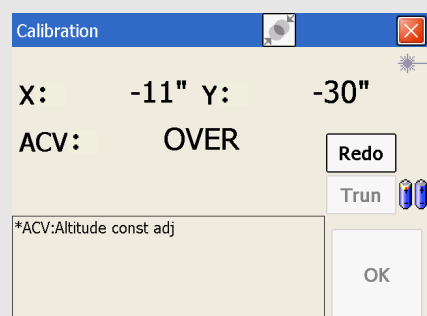 Calibration
X: -11" Y: -30"
ACV: OVER
Redo
Trun
*ACV:Altitude const adj
OK